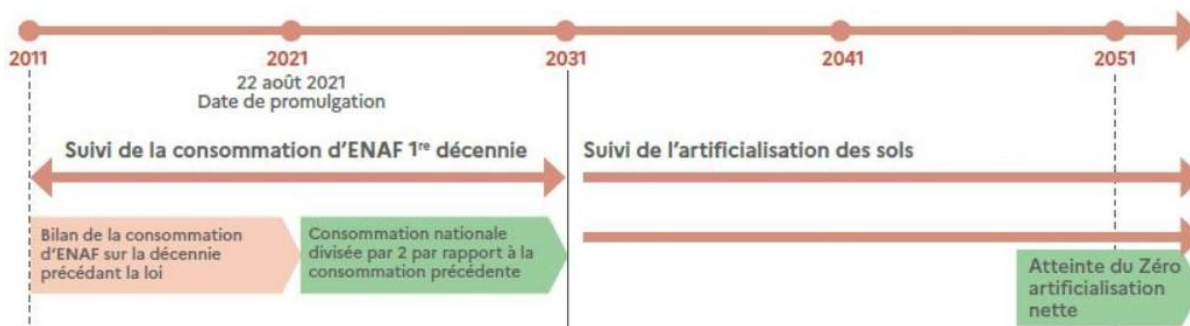 2011
2021
2031
2041
2051
22 août 2021
Date de promulgation
Suivi de la consommation d'ENAF 1re décennie
Suivi de l'artificialisation des sols
Bilan de la consommation
d'ENAF sur la décennie
précédant la loi
Consommation nationale
divisée par 2 par rapport à la
consommation précédente
Atteinte du Zéro
artificialisation
nette